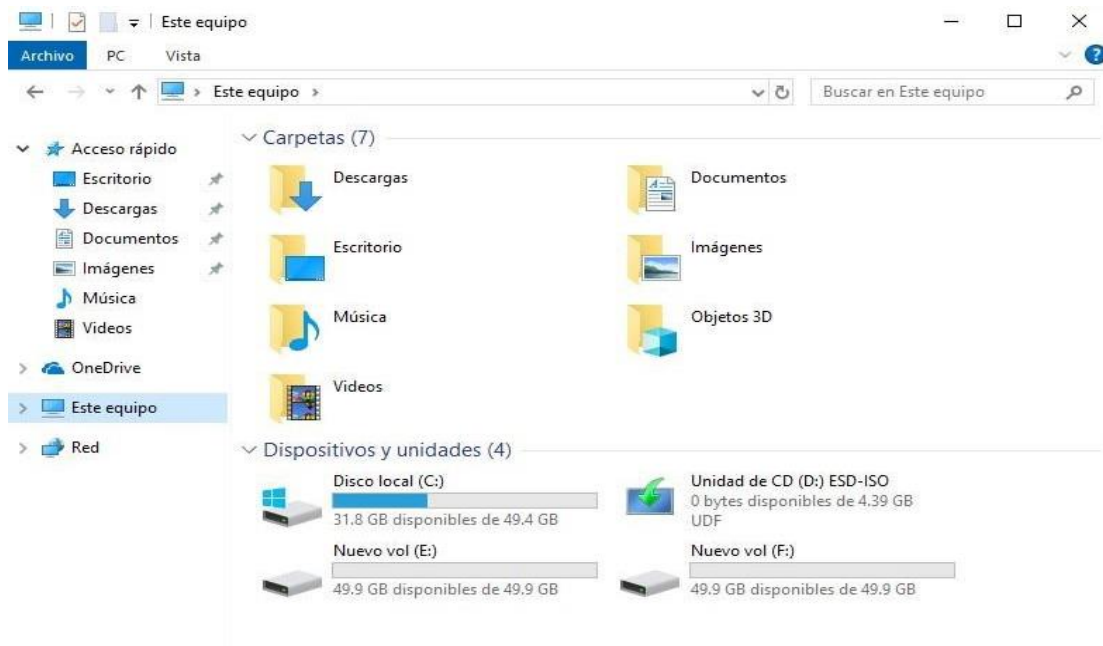 Este equipo
Archivo PC Vista
?
Este equipo
Buscar en Este equipo
Acceso rápido
Escritorio
Descargas
Documentos
Imágenes
Música
Videos
OneDrive
Este equipo
Red
Carpetas (7)
Descargas
Documentos
Escritorio
Imágenes
Música
Objetos 3D
Videos
Dispositivos y unidades (4)
Disco local (C:)
31.8 GB disponibles de 49.4 GB
Unidad de CD (D:) ESD-ISO
0 bytes disponibles de 4.39 GB
UDF
Nuevo vol (E:)
49.9 GB disponibles de 49.9 GB
Nuevo vol (F:)
49.9 GB disponibles de 49.9 GB